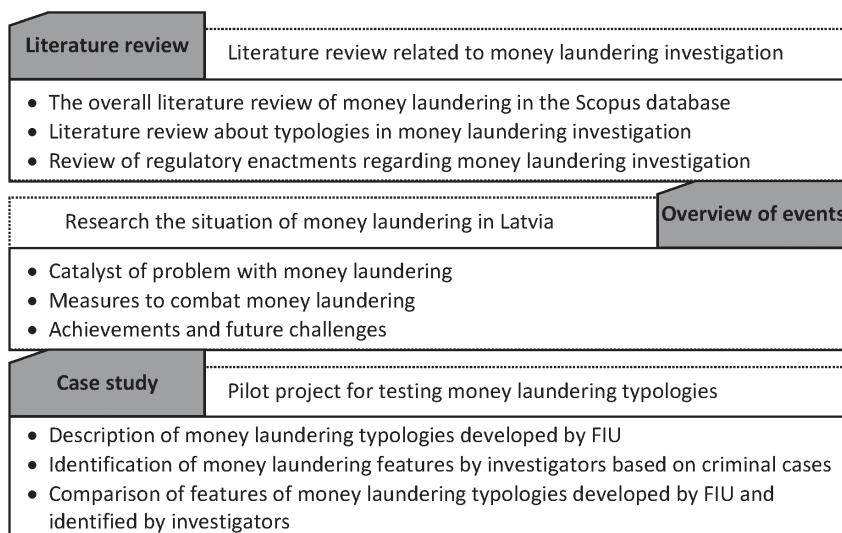 Literature review
Literature review related to money laundering investigation
• The overall literature review of money laundering in the Scopus database
• Literature review about typologies in money laundering investigation
• Review of regulatory enactments regarding money laundering investigation
Research the situation of money laundering in Latvia
Overview of events
• Catalyst of problem with money laundering
• Measures to combat money laundering
• Achievements and future challenges
Case study
Pilot project for testing money laundering typologies
• Description of money laundering typologies developed by FIU
• Identification of money laundering features by investigators based on criminal cases
• Comparison of features of money laundering typologies developed by FIU and
identified by investigators